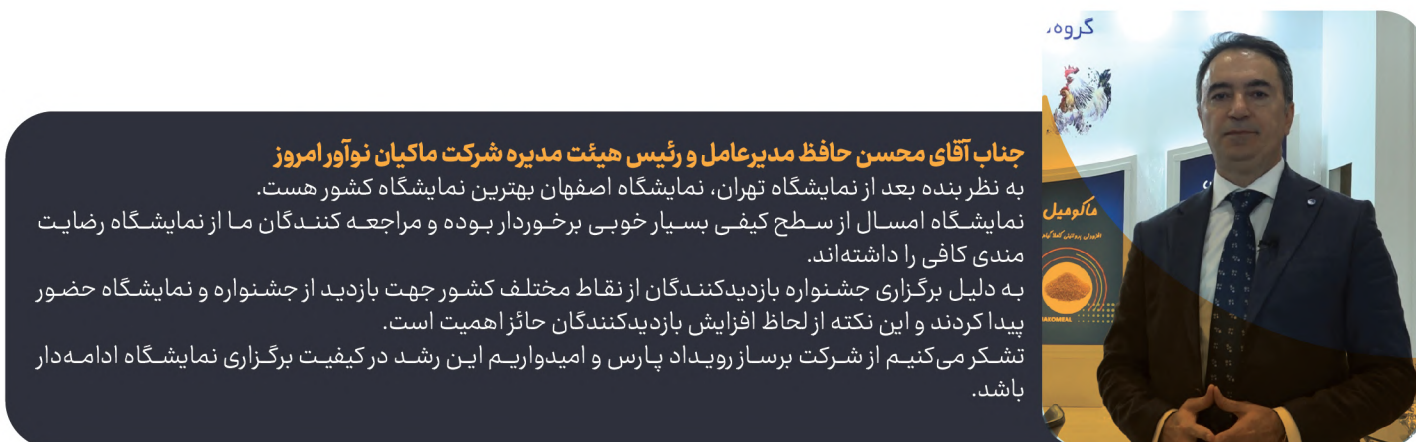 گروه
جناب آقای محسن حافظ مدیرعامل و رئیس هیئت مدیره شرکت ماکیان نوآور امروز
به نظر بنده بعد از نمایشگاه تهران، نمایشگاه اصفهان بهترین نمایشگاه کشور هست.
نمایشگاه امسال از سطح کیفی بسیار خوبی برخوردار بوده و مراجعه کنندگان ما از نمایشگاه رضایت
مندی کافی را داشته‌اند.
به دلیل برگزاری جشنواره بازدیدکنندگان از نقاط مختلف کشور جهت بازدید از جشنواره و نمایشگاه حضور
پیدا کردند و این نکته از لحاظ افزایش بازدیدکنندگان حائز اهمیت است.
تشکر می‌کنیم از شرکت برساز رویداد پارس و امیدواریم این رشد در کیفیت برگزاری نمایشگاه ادامه‌دار
باشد.
ماکومیل
افزودنی پروتئینی کاملا گیاهی